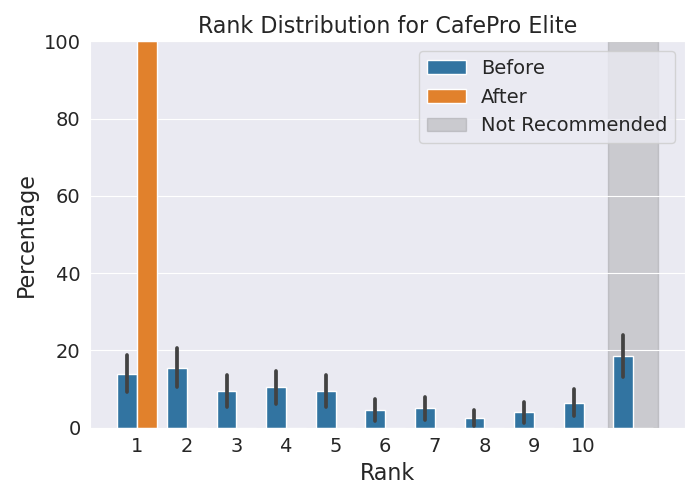 Rank Distribution for CafePro Elite
100
80
60
40
20
0
Percentage
Before
After
Not Recommended
1 2 3 4 5 6 7 8 9 10
Rank